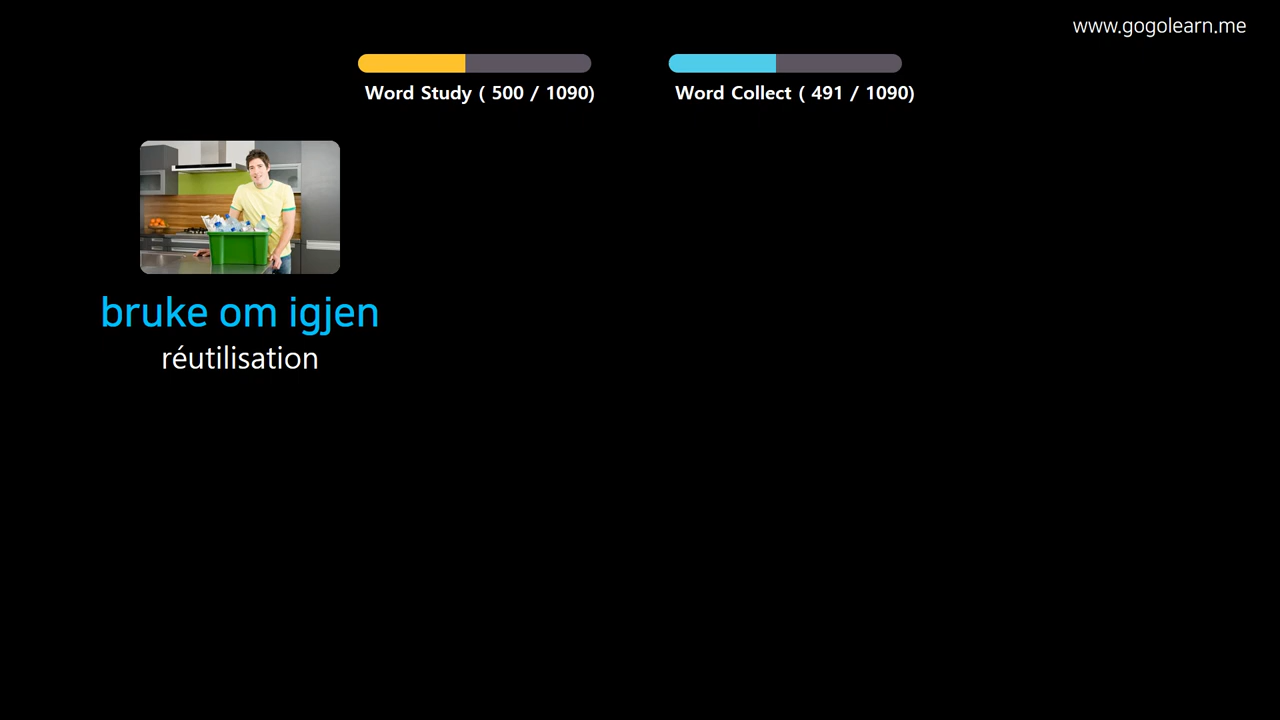 www.gogolearn.me
Word Study ( 500 / 1090)
Word Collect ( 491 / 1090)
bruke om igjen
réutilisation